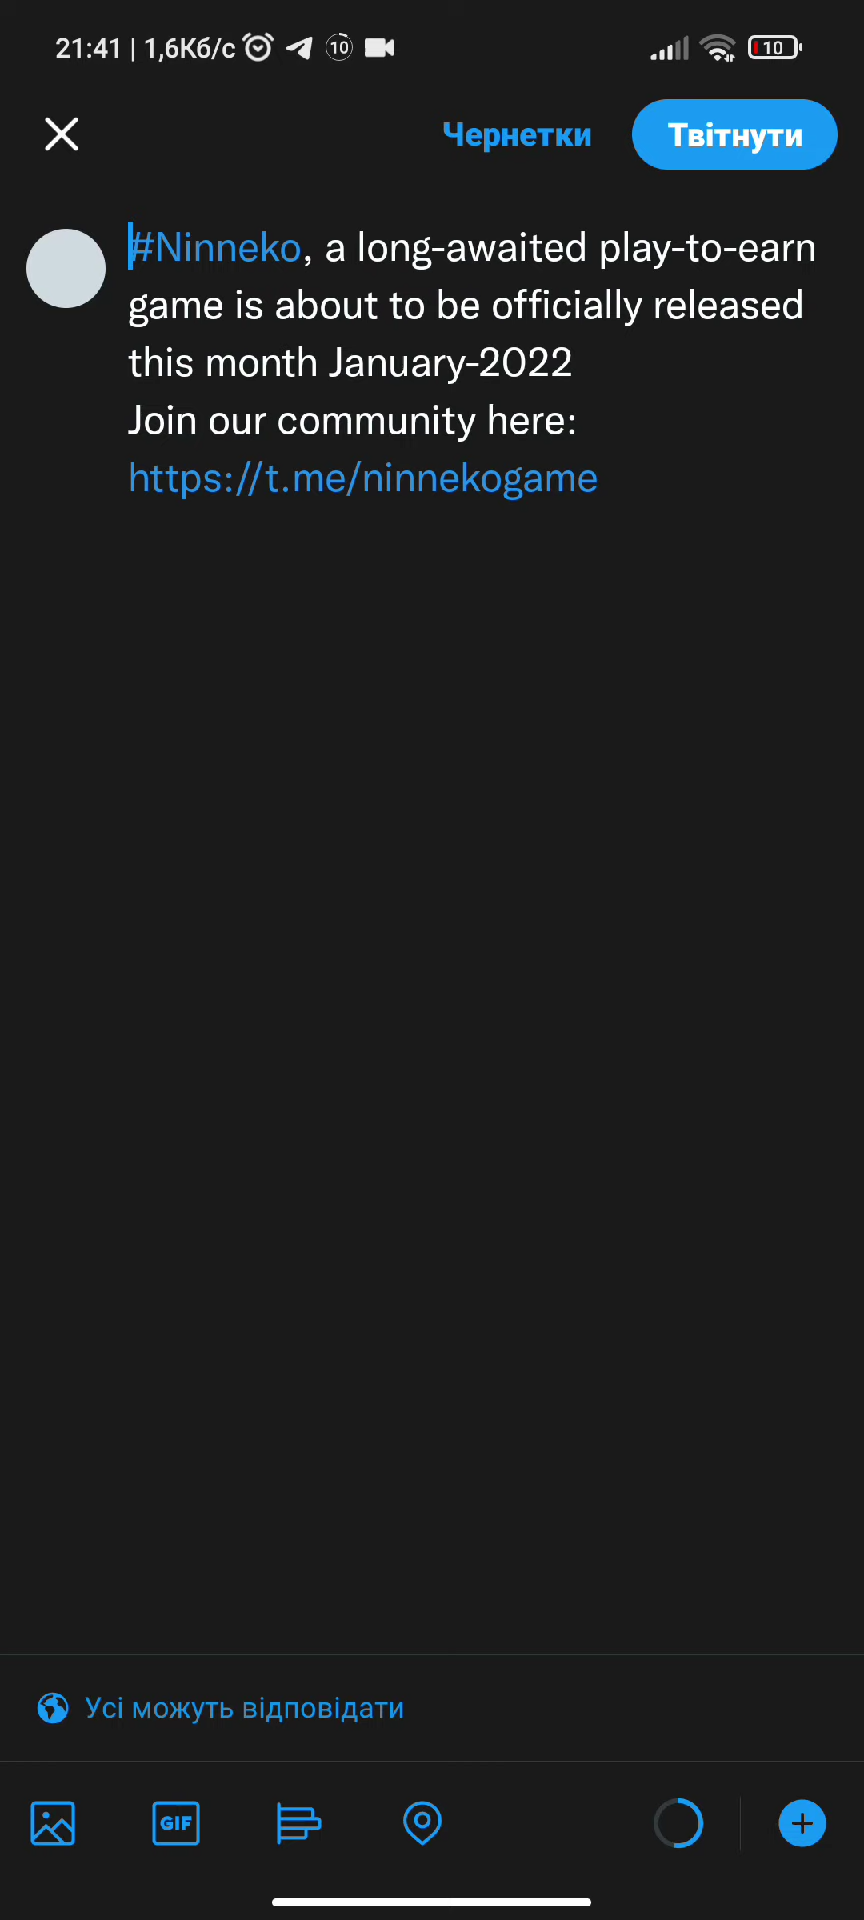 21:41 | 1,6Кб/с 10 10
Чернетки Твітнути
#Ninneko, a long-awaited play-to-earn
game is about to be officially released
this month January-2022
Join our community here:
https://t.me/ninnekogame
Усі можуть відповідати
GIF